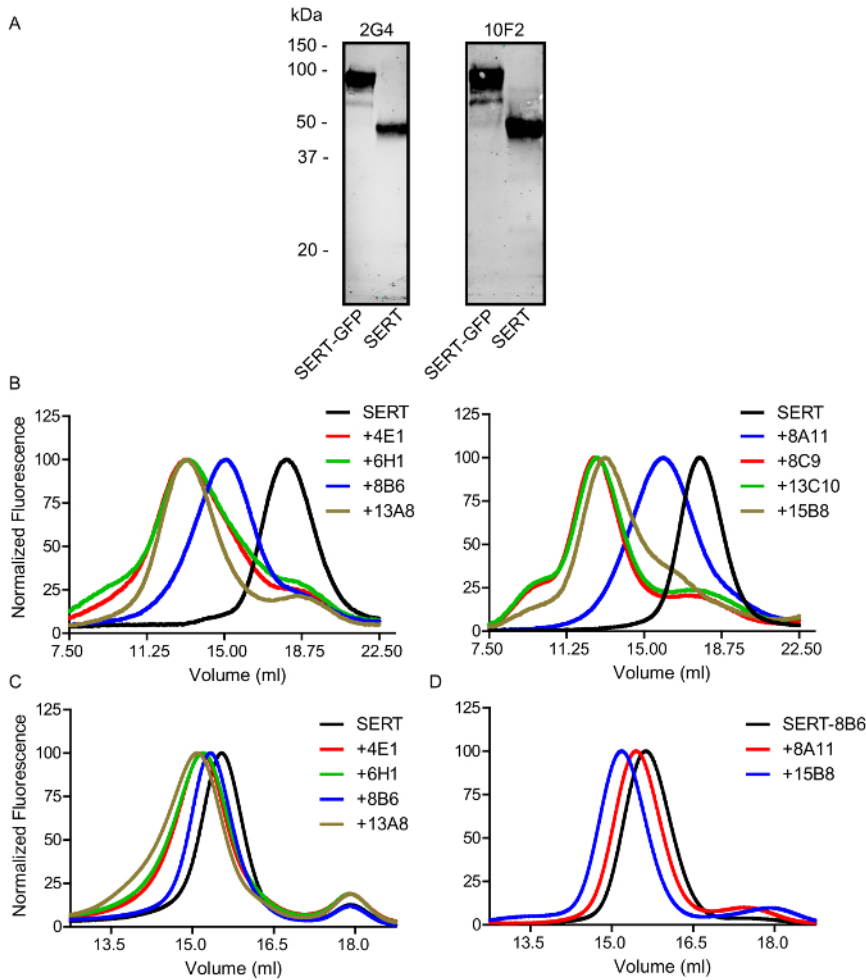 A
kDa
2G4
10F2
150 -
100 -
50 -
37 -
20 -
SERT-GFP
SERT
SERT-GFP
SERT
B
Normalized Fluorescence
125
100
75
50
25
0
7.50
11.25
15.00
18.75
22.50
Volume (ml)
SERT
+4E1
+6H1
+8B6
+13A8
125
100
75
50
25
0
7.50
11.25
15.00
18.75
22.50
Volume (ml)
SERT
+8A11
+8C9
+13C10
+15B8
C
Normalized Fluorescence
125
100
75
50
25
0
13.5
15.0
16.5
18.0
Volume (ml)
SERT
+4E1
+6H1
+8B6
+13A8
D
125
100
75
50
25
0
13.5
15.0
16.5
18.0
Volume (ml)
SERT-8B6
+8A11
+15B8